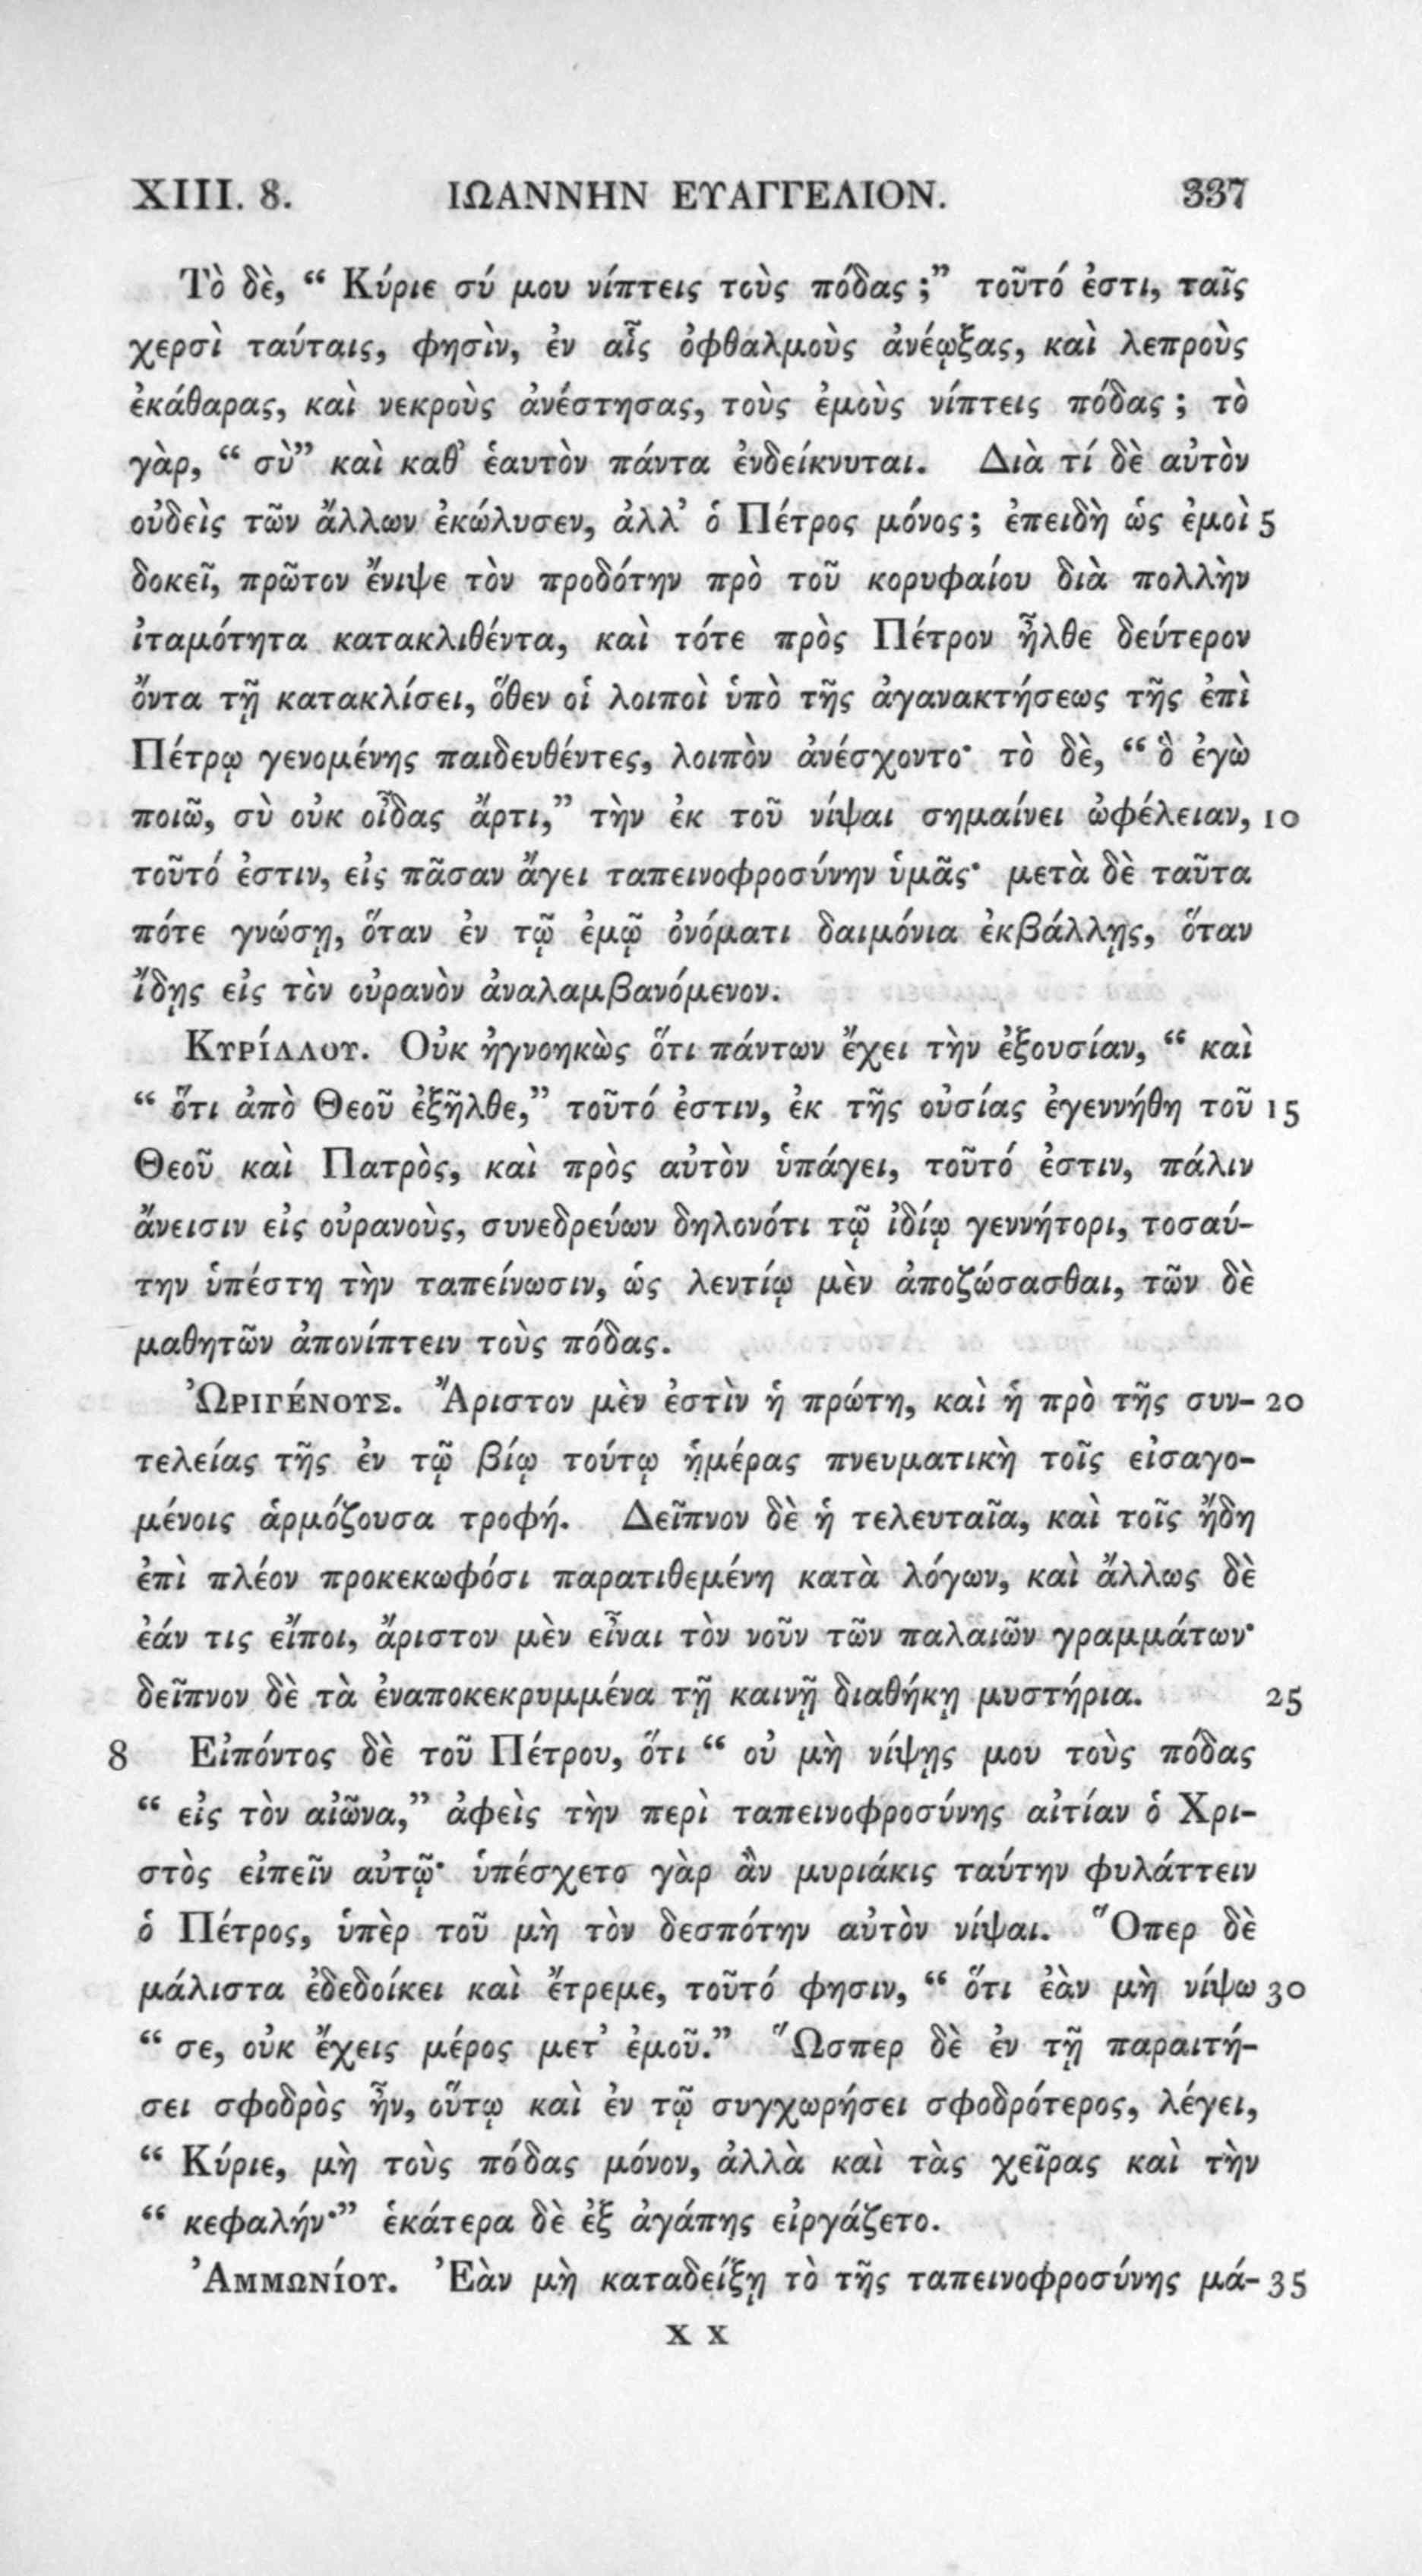 XIII. 8. ΙΩΑΝΝΗΝ ΕΥΑΓΓΕΛΙΟΝ. 337
Τὸ δὲ, “ Κύριε σύ μου νίπτεις τοὺς πόδας ;” τοῦτό ἐστι, ταῖς
χερσὶ ταύταις, φησὶν, ἐν αἷς ὀφθαλμοὺς ἀνέῳξας, καὶ λεπροὺς
ἐκάθαρας, καὶ νεκροὺς ἀνέστησας, τοὺς ἐμοὺς νίπτεις πόδας ; τὸ
γὰρ, “ σὺ” καὶ καθ’ ἑαυτὸν πάντα ἐνδείκνυται. Διὰ τί δὲ αὐτὸν
οὐδεὶς τῶν ἄλλων ἐκώλυσεν, ἀλλ’ ὁ Πέτρος μόνος ; ἐπειδὴ ὡς ἐμοὶ 5
δοκεῖ, πρῶτον ἔνιψε τὸν προδότην πρὸ τοῦ κορυφαίου διὰ πολλὴν
ἰταμότητα κατακλιθέντα, καὶ τότε πρὸς Πέτρον ἦλθε δεύτερον
ὄντα τῇ κατακλίσει, ὅθεν οἱ λοιποὶ ὑπὸ τῆς ἀγανακτήσεως τῆς ἐπὶ
Πέτρῳ γενομένης παιδευθέντες, λοιπὸν ἀνέσχοντο· τὸ δὲ, “ ὃ ἐγὼ
ποιῶ, σὺ οὐκ οἶδας ἄρτι,” τὴν ἐκ τοῦ νίψαι σημαίνει ὠφέλειαν, 10
τοῦτό ἐστιν, εἰς πᾶσαν ἄγει ταπεινοφροσύνην ὑμᾶς· μετὰ δὲ ταῦτα
πότε γνώσῃ, ὅταν ἐν τῷ ἐμῷ ὀνόματι δαιμόνια ἐκβάλλῃς, ὅταν
ἴδῃς εἰς τὸν οὐρανὸν ἀναλαμβανόμενον.
Κυρίλλου. Οὐκ ἠγνοηκὼς ὅτι πάντων ἔχει τὴν ἐξουσίαν, “ καὶ
“ ὅτι ἀπὸ Θεοῦ ἐξῆλθε,” τοῦτό ἐστιν, ἐκ τῆς οὐσίας ἐγεννήθη τοῦ 15
Θεοῦ καὶ Πατρὸς, καὶ πρὸς αὐτὸν ὑπάγει, τοῦτό ἐστιν, πάλιν
ἄνεισιν εἰς οὐρανοὺς, συνεδρεύων δηλονότι τῷ ἰδίῳ γεννήτορι, τοσαύ-
την ὑπέστη τὴν ταπείνωσιν, ὡς λεντίῳ μὲν ἀποζώσασθαι, τῶν δὲ
μαθητῶν ἀπονίπτειν τοὺς πόδας.
Ὠριγένους. Ἄριστον μὲν ἐστὶν ἡ πρώτη, καὶ ἡ πρὸ τῆς συν- 20
τελείας τῆς ἐν τῷ βίῳ τούτῳ ἡμέρας πνευματικὴ τοῖς εἰσαγο-
μένοις ἁρμόζουσα τροφή. Δεῖπνον δὲ ἡ τελευταῖα, καὶ τοῖς ἤδη
ἐπὶ πλέον προκεκωφόσι παρατιθεμένη κατὰ λόγων, καὶ ἄλλως δὲ
ἐάν τις εἴποι, ἄριστον μὲν εἶναι τὸν νοῦν τῶν παλαιῶν γραμμάτων·
δεῖπνον δὲ τὰ ἐναποκεκρυμμένα τῇ καινῇ διαθήκῃ μυστήρια. 25
8 Εἰπόντος δὲ τοῦ Πέτρου, ὅτι “ οὐ μὴ νίψῃς μου τοὺς πόδας
“ εἰς τὸν αἰῶνα,” ἀφεὶς τὴν περὶ ταπεινοφροσύνης αἰτίαν ὁ Χρι-
στὸς εἰπεῖν αὐτῷ· ὑπέσχετο γὰρ ἂν μυριάκις ταύτην φυλάττειν
ὁ Πέτρος, ὑπὲρ τοῦ μὴ τὸν δεσπότην αὐτὸν νίψαι. Ὅπερ δὲ
μάλιστα ἐδεδοίκει καὶ ἔτρεμε, τοῦτό φησιν, “ ὅτι ἐὰν μὴ νίψω 30
“ σε, οὐκ ἔχεις μέρος μετ’ ἐμοῦ.” Ὥσπερ δὲ ἐν τῇ παραιτή-
σει σφοδρὸς ἦν, οὕτῳ καὶ ἐν τῷ συγχωρήσει σφοδρότερος, λέγει,
“ Κύριε, μὴ τοὺς πόδας μόνον, ἀλλὰ καὶ τὰς χεῖρας καὶ τὴν
“ κεφαλήν·” ἑκάτερα δὲ ἐξ ἀγάπης εἰργάζετο.
Ἀμμωνίου. Ἐὰν μὴ καταδείξῃ τὸ τῆς ταπεινοφροσύνης μά- 35
X X